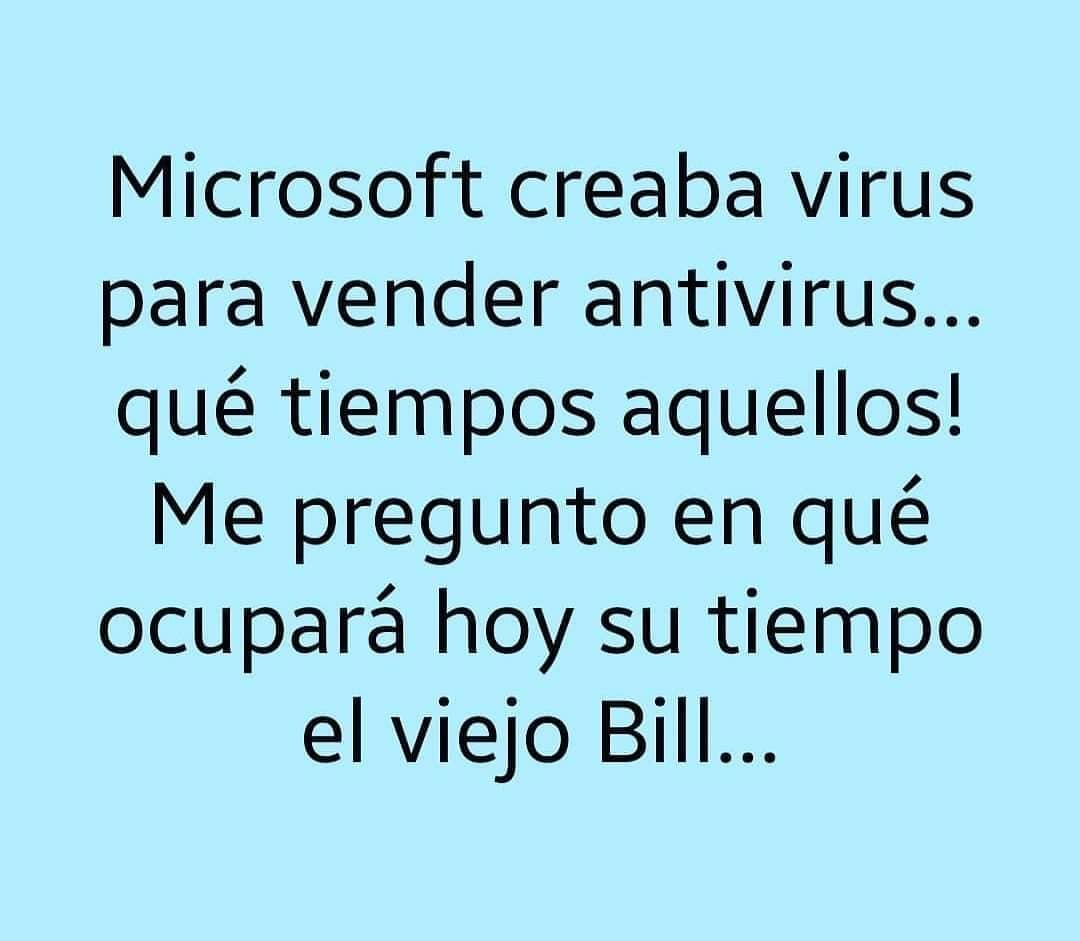 Microsoft creaba virus
para vender antivirus...
qué tiempos aquellos!
Me pregunto en qué
ocupará hoy su tiempo
el viejo Bill...